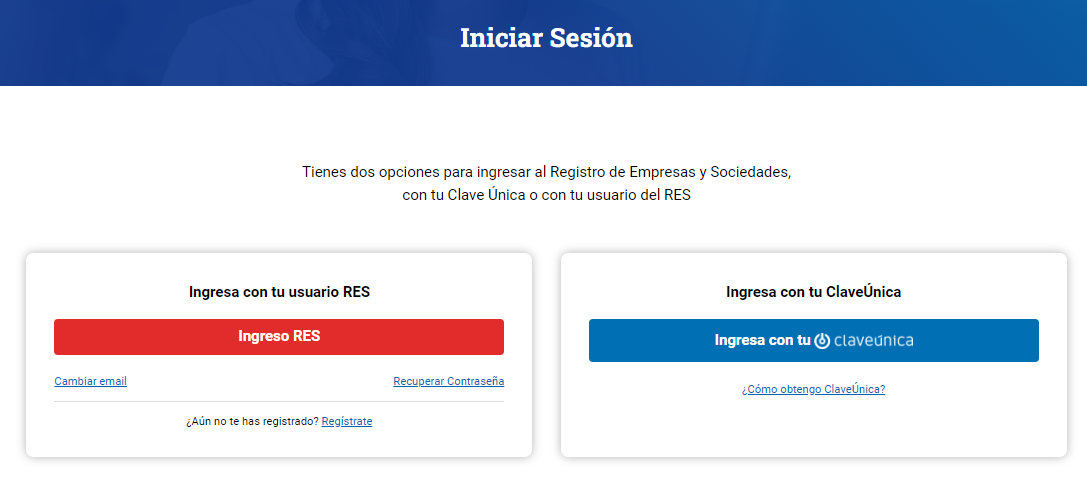 Iniciar Sesión
Tienes dos opciones para ingresar al Registro de Empresas y Sociedades,
con tu Clave Única o con tu usuario del RES
Ingresa con tu usuario RES
Ingreso RES
Cambiar email
Recuperar Contraseña
¿Aún no te has registrado? Regístrate
Ingresa con tu ClaveÚnica
Ingresa con tu claveúnica
¿Cómo obtengo ClaveÚnica?